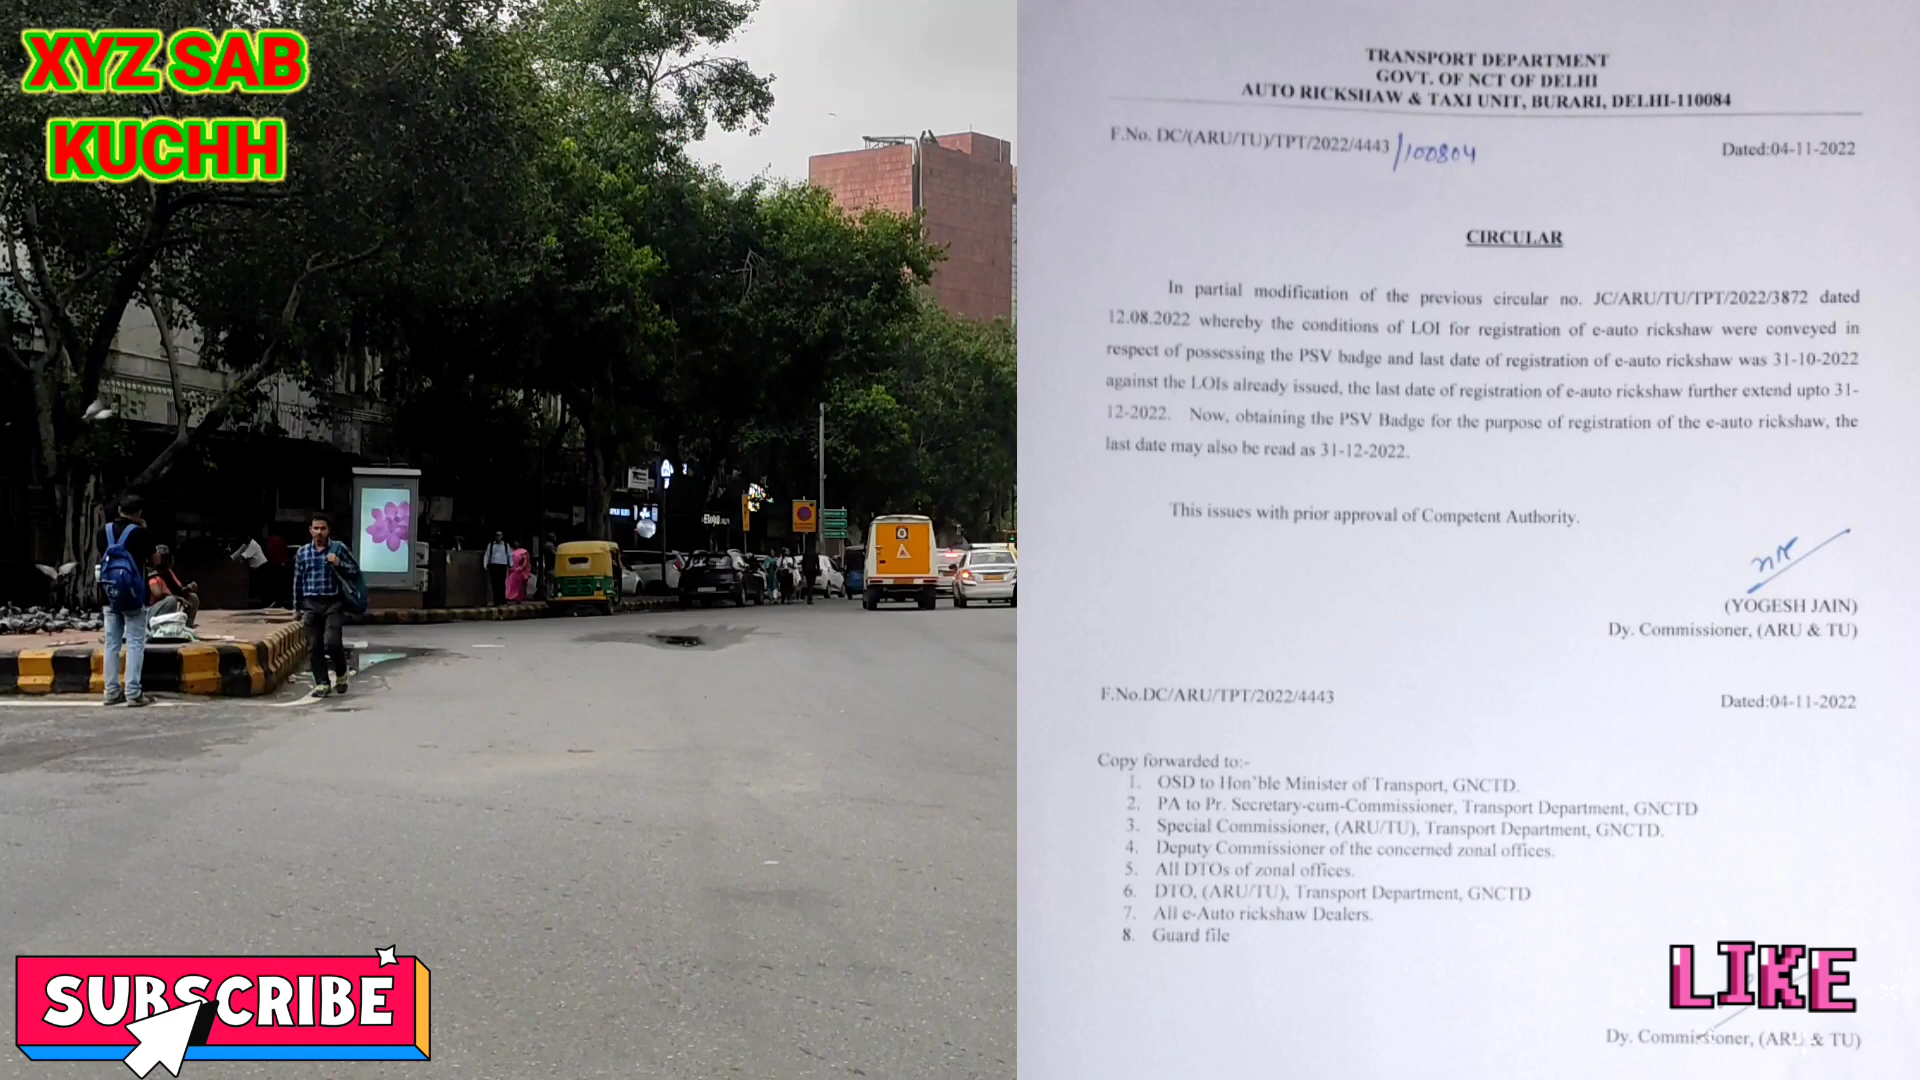 XYZ SAB
KUCHH
SUBSCRIBE
TRANSPORT DEPARTMENT
GOVT. OF NCT OF DELHI
AUTO RICKSHAW & TAXI UNIT, BURARI, DELHI-110084
F.No. DC/(ARU/TU)/TPT/2022/4443/100804 Dated:04-11-2022
CIRCULAR
In partial modification of the previous circular no. JC/ARU/TU/TPT/2022/3872 dated
12.08.2022 whereby the conditions of LOI for registration of e-auto rickshaw were conveyed in
respect of possessing the PSV badge and last date of registration of e-auto rickshaw was 31-10-2022
against the LOIs already issued, the last date of registration of e-auto rickshaw further extend upto 31-
12-2022. Now, obtaining the PSV Badge for the purpose of registration of the e-auto rickshaw, the
last date may also be read as 31-12-2022.
This issues with prior approval of Competent Authority.
(YOGESH JAIN)
Dy. Commissioner, (ARU & TU)
F.No.DC/ARU/TPT/2022/4443 Dated:04-11-2022
Copy forwarded to:-
1. OSD to Hon'ble Minister of Transport, GNCTD.
2. PA to Pr. Secretary-cum-Commissioner, Transport Department, GNCTD
3. Special Commissioner, (ARU/TU), Transport Department, GNCTD.
4. Deputy Commissioner of the concerned zonal offices.
5. All DTOs of zonal offices.
6. DTO, (ARU/TU), Transport Department, GNCTD
7. All e-Auto rickshaw Dealers.
8. Guard file
LIKE
Dy. Commissioner, (ARU & TU)